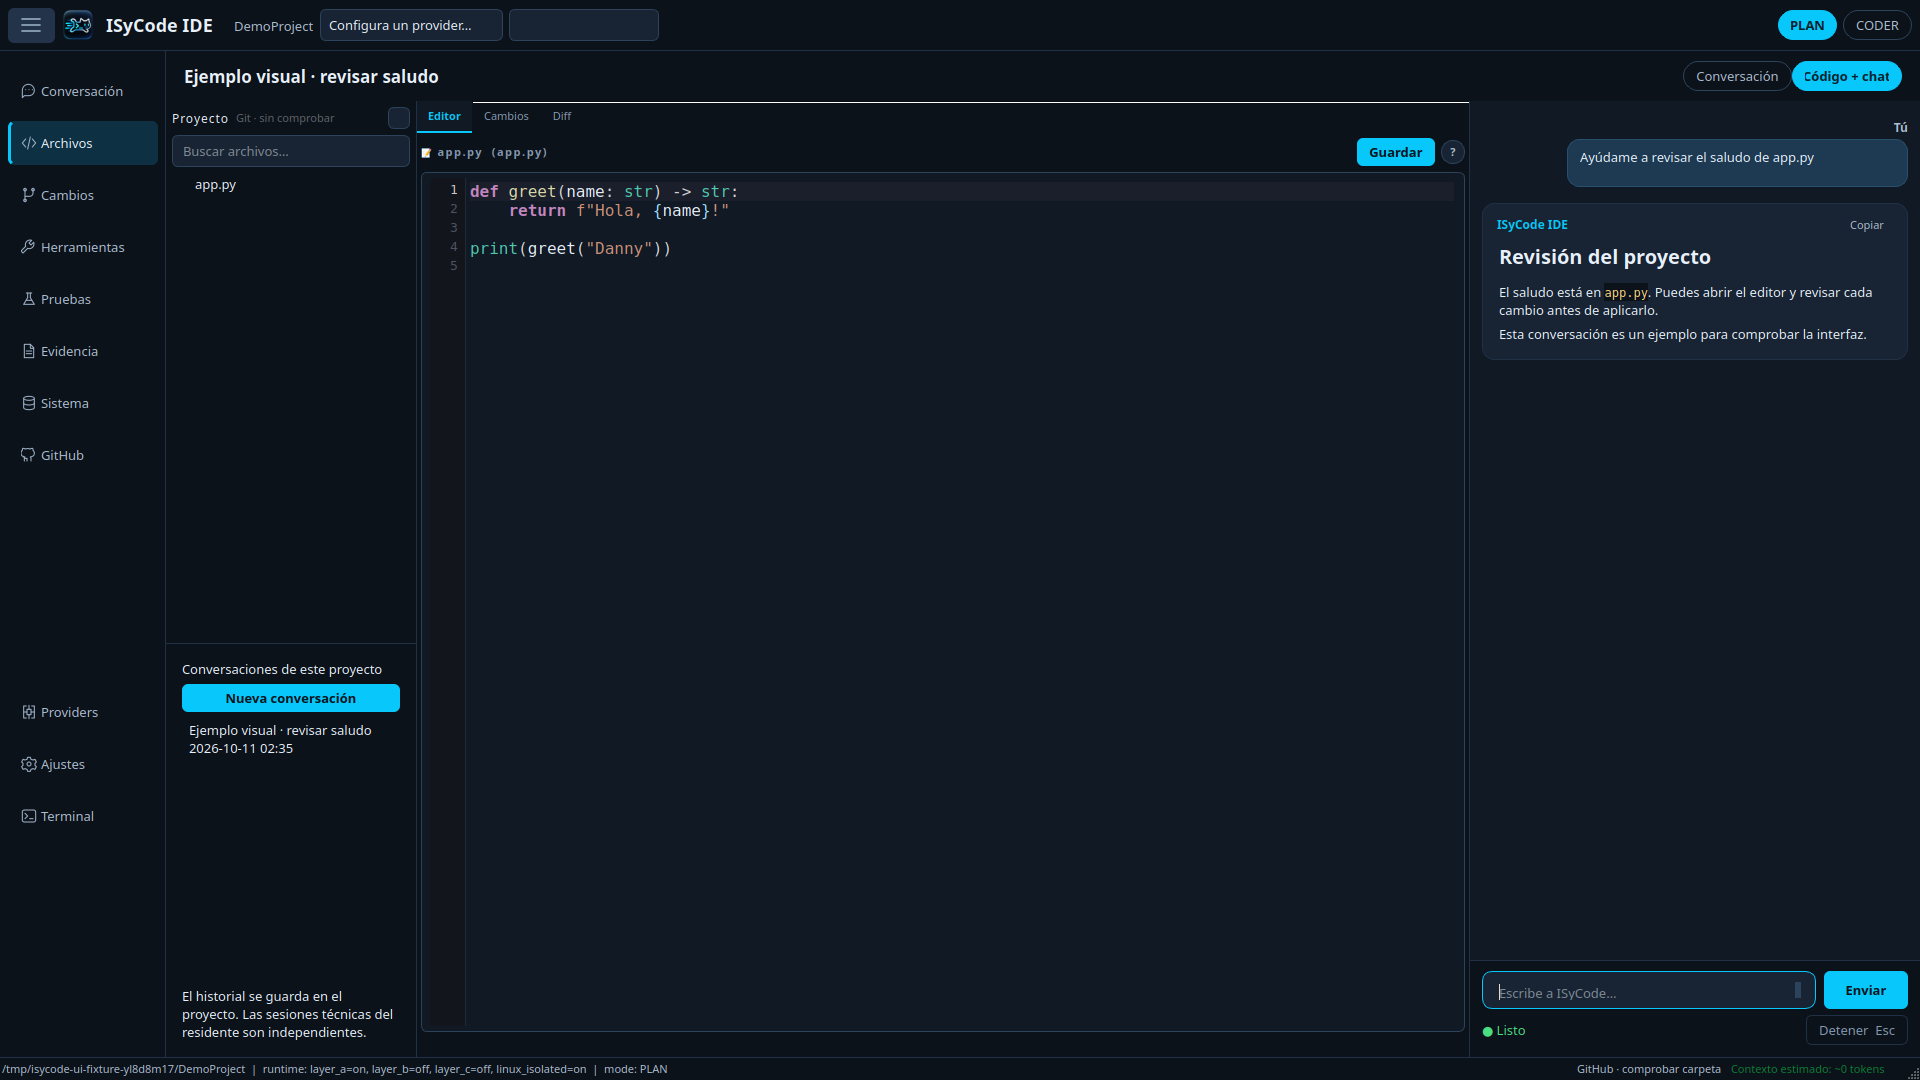 ISyCode IDE
DemoProject
Configura un provider...
PLAN
CODER
Conversación
Archivos
Cambios
Herramientas
Pruebas
Evidencia
Sistema
GitHub
Providers
Ajustes
Terminal
Ejemplo visual · revisar saludo
Conversación
Código + chat
Proyecto Git · sin comprobar
Buscar archivos...
app.py
Conversaciones de este proyecto
Nueva conversación
Ejemplo visual · revisar saludo
2026-10-11 02:35
El historial se guarda en el
proyecto. Las sesiones técnicas del
residente son independientes.
Editor Cambios Diff
app.py (app.py)
Guardar
?
1 def greet(name: str) -> str:
2     return f"Hola, {name}!"
3
4 print(greet("Danny"))
5
Tú
Ayúdame a revisar el saludo de app.py
ISyCode IDE
Copiar
Revisión del proyecto
El saludo está en app.py. Puedes abrir el editor y revisar cada
cambio antes de aplicarlo.
Esta conversación es un ejemplo para comprobar la interfaz.
Escribe a ISyCode...
Enviar
Listo
Detener Esc
/tmp/isycode-ui-fixture-yl8d8m17/DemoProject | runtime: layer_a=on, layer_b=off, layer_c=off, linux_isolated=on | mode: PLAN
GitHub · comprobar carpeta
Contexto estimado: ~0 tokens